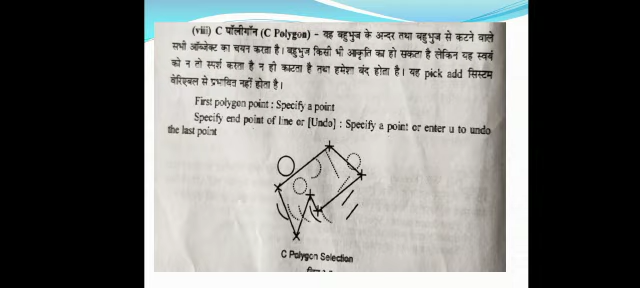 (viii) C पॉलीगॉन (C Polygon) - यह बहुभुज के अन्दर तथा बहुभुज से कटने वाले
सभी ऑब्जेक्ट का चयन करता है। बहुभुज किसी भी आकृति का हो सकता है लेकिन यह स्वयं
को न तो स्पर्श करता है न ही काटता है तथा हमेशा बंद होता है। यह pick add सिस्टम
वेरिएबल से प्रभावित नहीं होता है।
First polygon point : Specify a point
Specify end point of line or [Undo] : Specify a point or enter u to undo
the last point
C Polygon Selection